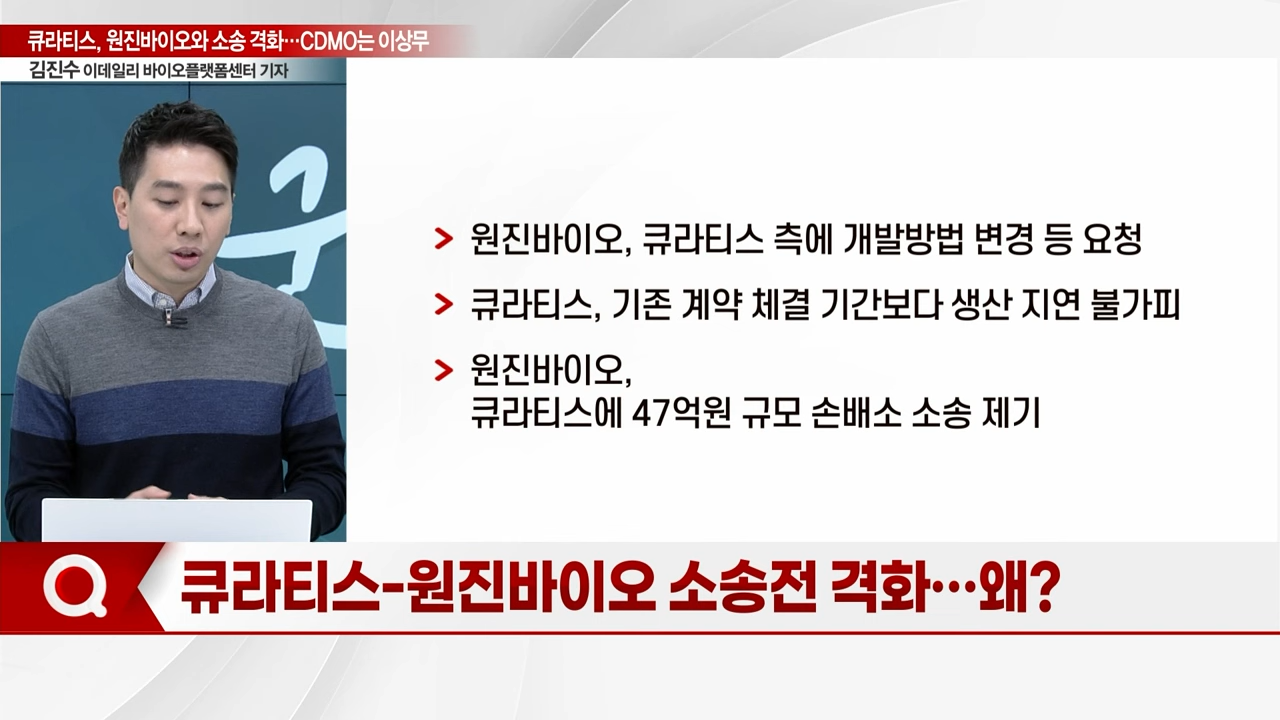 큐라티스, 원진바이오와 소송 격화…CDMO는 이상무
김진수 이데일리 바이오플랫폼센터 기자
> 원진바이오, 큐라티스 측에 개발방법 변경 등 요청
> 큐라티스, 기존 계약 체결 기간보다 생산 지연 불가피
> 원진바이오,
큐라티스에 47억원 규모 손배소 소송 제기
Q 큐라티스-원진바이오 소송전 격화…왜?